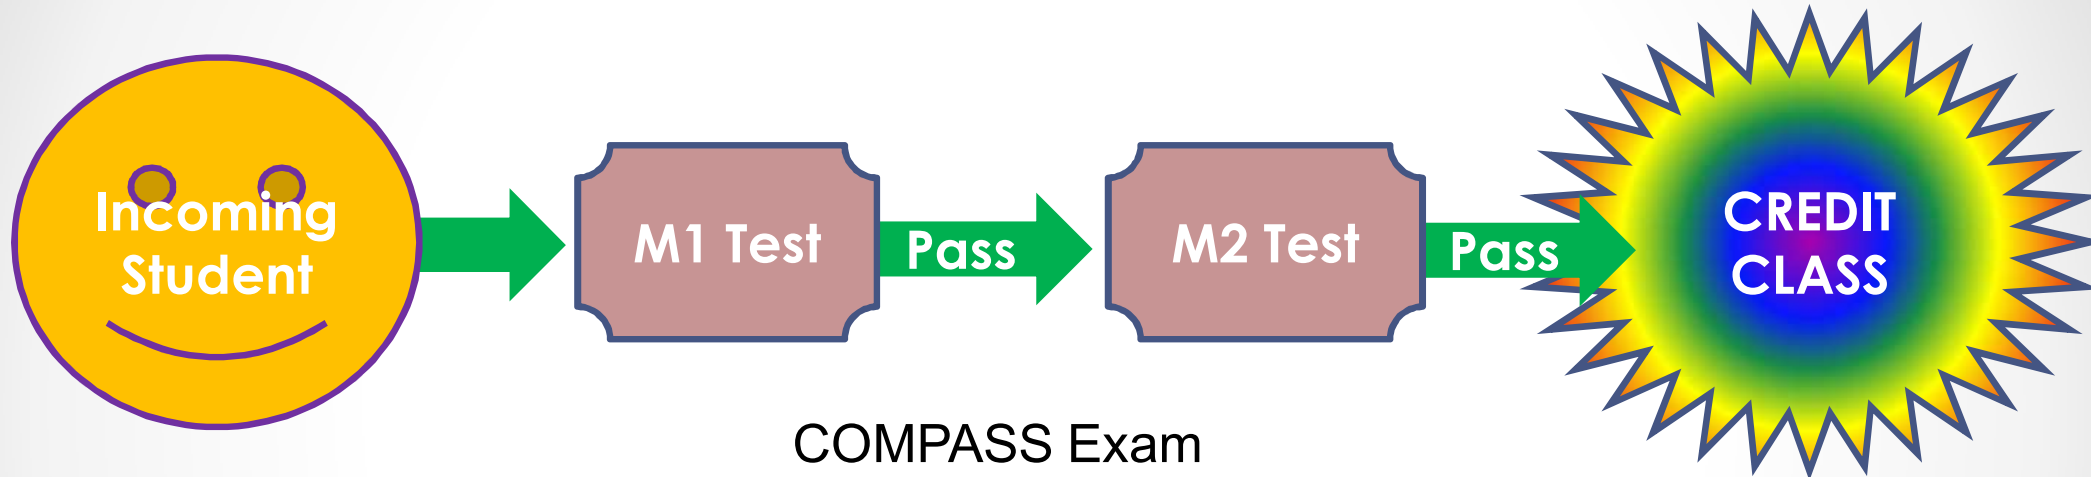 Incoming
Student
M1 Test
Pass
M2 Test
Pass
CREDIT
CLASS
COMPASS Exam